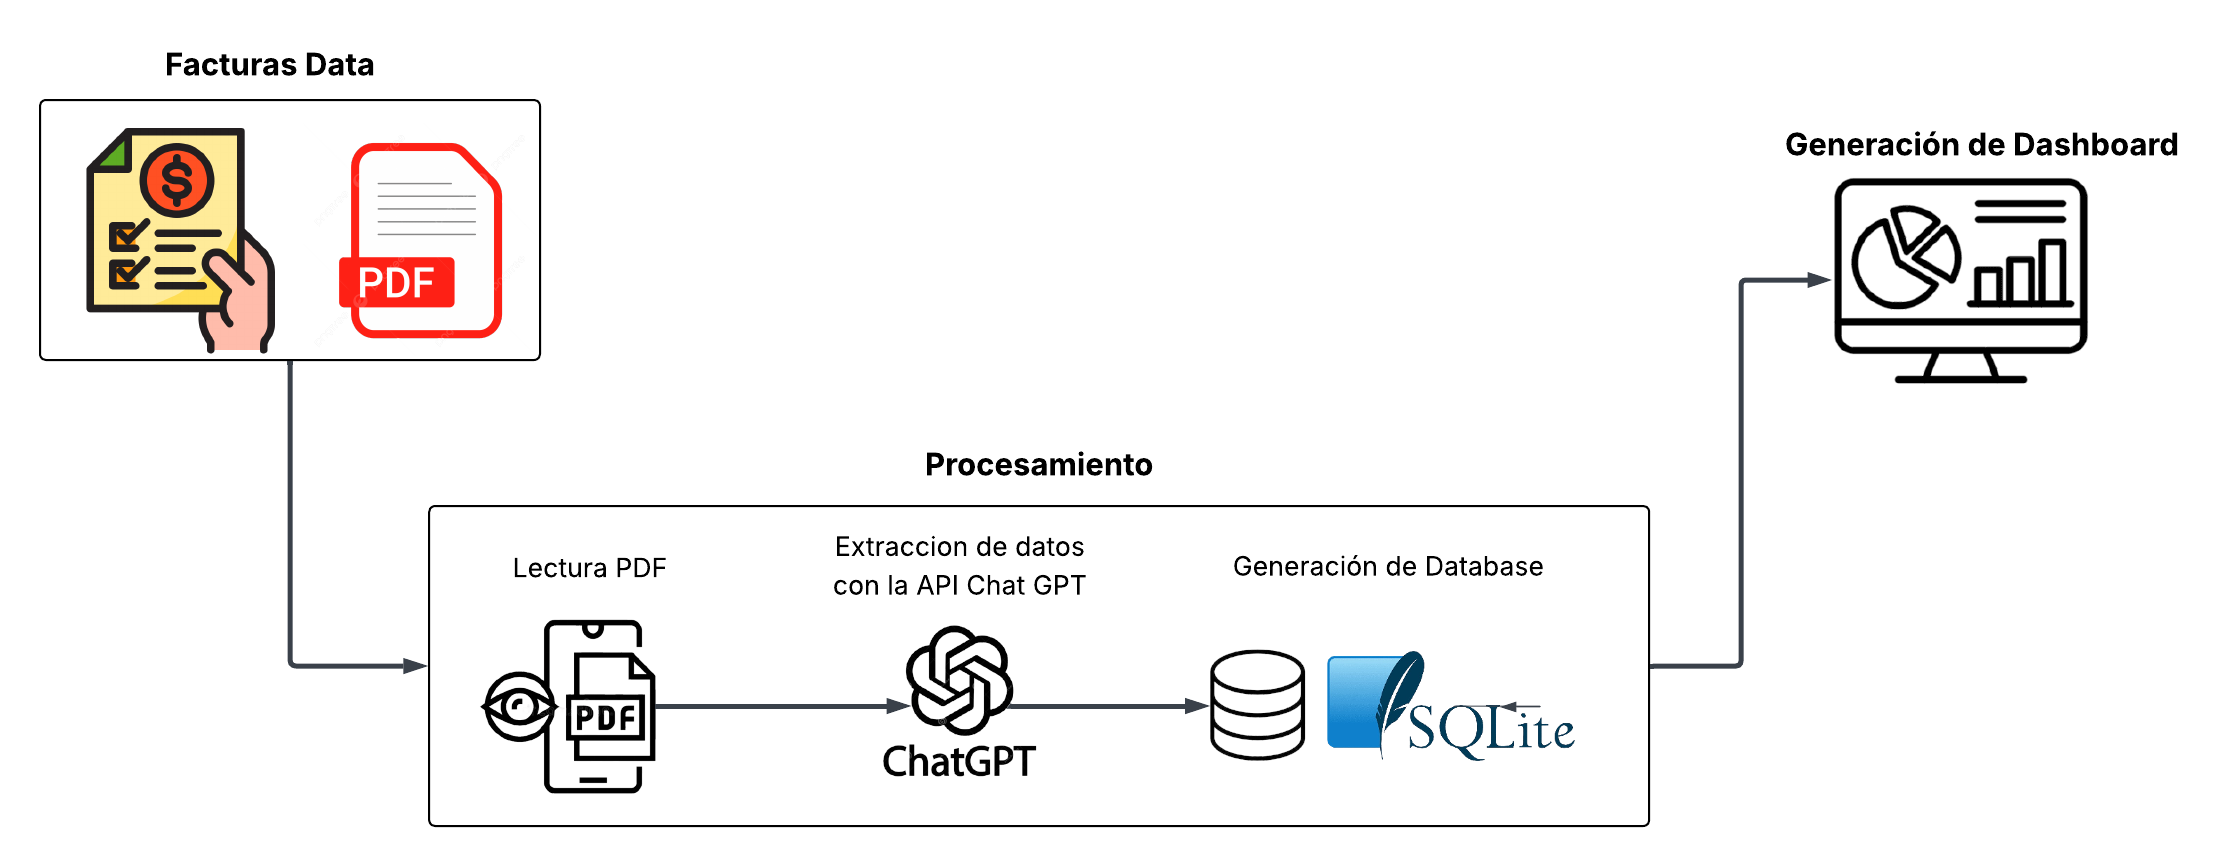 Facturas Data
PDF
Generación de Dashboard
Procesamiento
Lectura PDF
Extraccion de datos
con la API Chat GPT
Generación de Database
PDF
ChatGPT
SQLite